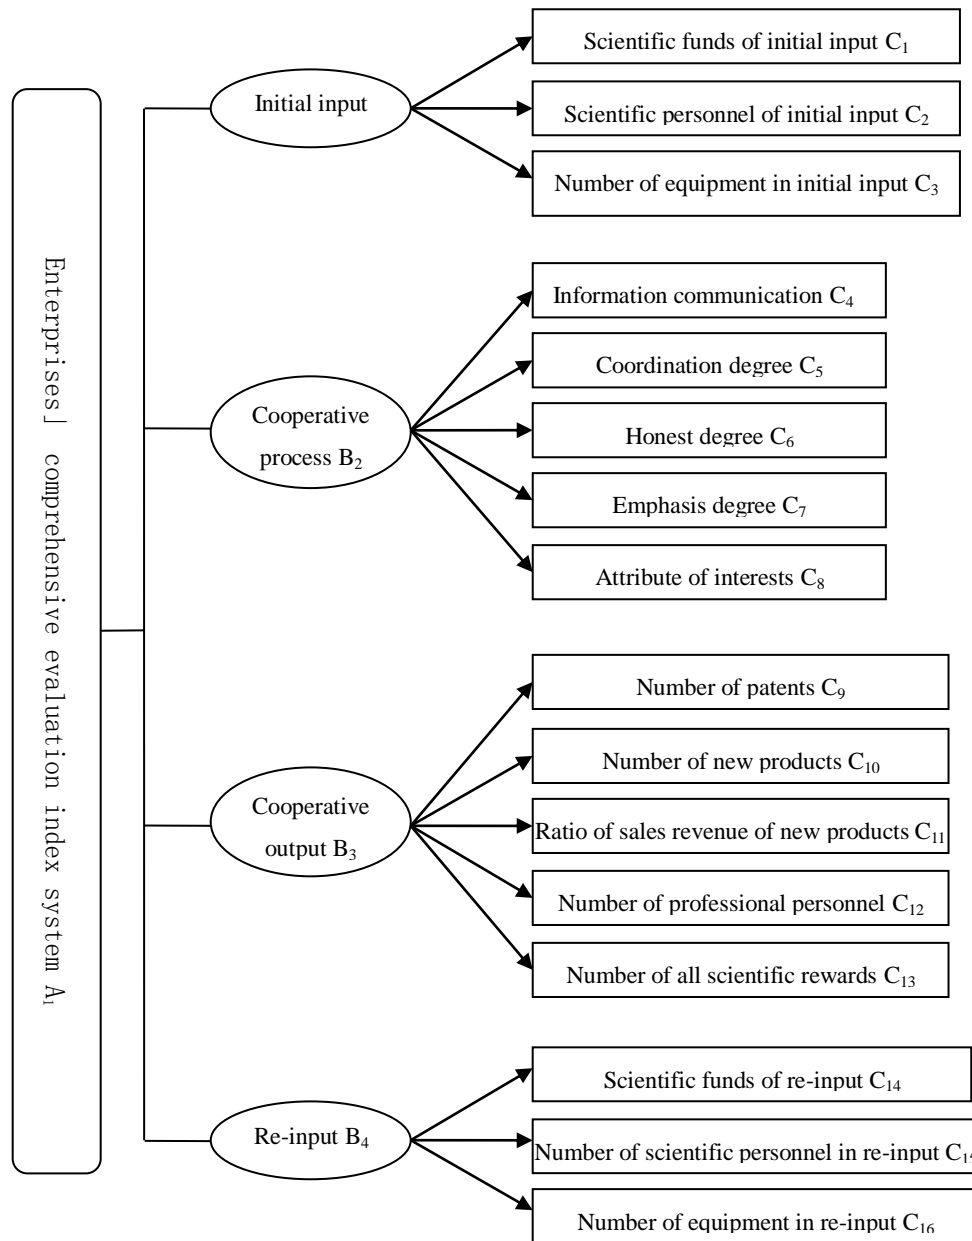 Enterprises」 comprehensive evaluation index system A₁
Initial input
Scientific funds of initial input C₁
Scientific personnel of initial input C₂
Number of equipment in initial input C₃
Cooperative
process B₂
Information communication C₄
Coordination degree C₅
Honest degree C₆
Emphasis degree C₇
Attribute of interests C₈
Cooperative
output B₃
Number of patents C₉
Number of new products C₁₀
Ratio of sales revenue of new products C₁₁
Number of professional personnel C₁₂
Number of all scientific rewards C₁₃
Re-input B₄
Scientific funds of re-input C₁₄
Number of scientific personnel in re-input C₁₅
Number of equipment in re-input C₁₆